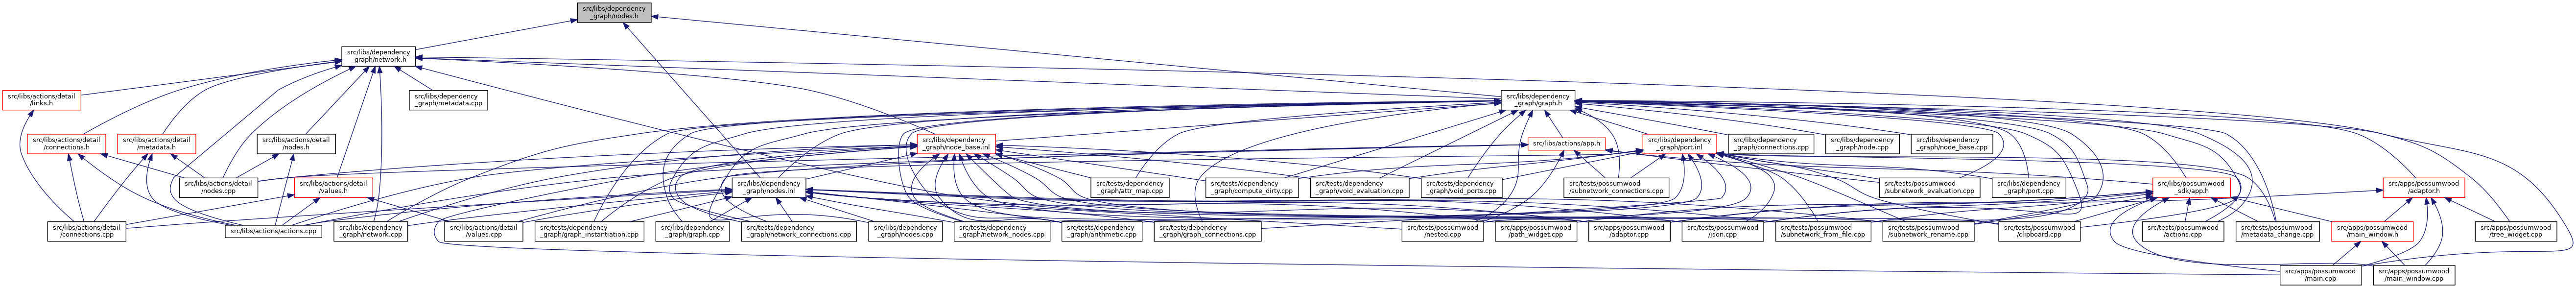 src/libs/dependency
_graph/nodes.h
src/libs/dependency
_graph/network.h
src/libs/actions/detail
/links.h
src/libs/dependency
_graph/metadata.cpp
src/libs/dependency
_graph/graph.h
src/libs/actions/detail
/connections.h
src/libs/actions/detail
/metadata.h
src/libs/actions/detail
/nodes.h
src/libs/dependency
_graph/node_base.inl
src/libs/actions/app.h
src/libs/dependency
_graph/port.inl
src/libs/dependency
_graph/connections.cpp
src/libs/dependency
_graph/node.cpp
src/libs/dependency
_graph/node_base.cpp
src/libs/actions/detail
/nodes.cpp
src/libs/actions/detail
/values.h
src/libs/dependency
_graph/nodes.inl
src/tests/dependency
_graph/attr_map.cpp
src/tests/dependency
_graph/compute_dirty.cpp
src/tests/dependency
_graph/void_evaluation.cpp
src/tests/dependency
_graph/void_ports.cpp
src/tests/possumwood
/subnetwork_connections.cpp
src/tests/possumwood
/subnetwork_evaluation.cpp
src/libs/dependency
_graph/port.cpp
src/libs/possumwood
_sdk/app.h
src/apps/possumwood
/adaptor.h
src/libs/actions/detail
/connections.cpp
src/libs/actions/actions.cpp
src/libs/dependency
_graph/network.cpp
src/libs/actions/detail
/values.cpp
src/tests/dependency
_graph/graph_instantiation.cpp
src/libs/dependency
_graph/graph.cpp
src/tests/dependency
_graph/network_connections.cpp
src/libs/dependency
_graph/nodes.cpp
src/tests/dependency
_graph/network_nodes.cpp
src/tests/dependency
_graph/arithmetic.cpp
src/tests/dependency
_graph/graph_connections.cpp
src/tests/possumwood
/nested.cpp
src/apps/possumwood
/path_widget.cpp
src/apps/possumwood
/adaptor.cpp
src/tests/possumwood
/json.cpp
src/tests/possumwood
/subnetwork_from_file.cpp
src/tests/possumwood
/subnetwork_rename.cpp
src/tests/possumwood
/clipboard.cpp
src/tests/possumwood
/actions.cpp
src/tests/possumwood
/metadata_change.cpp
src/apps/possumwood
/main_window.h
src/apps/possumwood
/tree_widget.cpp
src/apps/possumwood
/main.cpp
src/apps/possumwood
/main_window.cpp